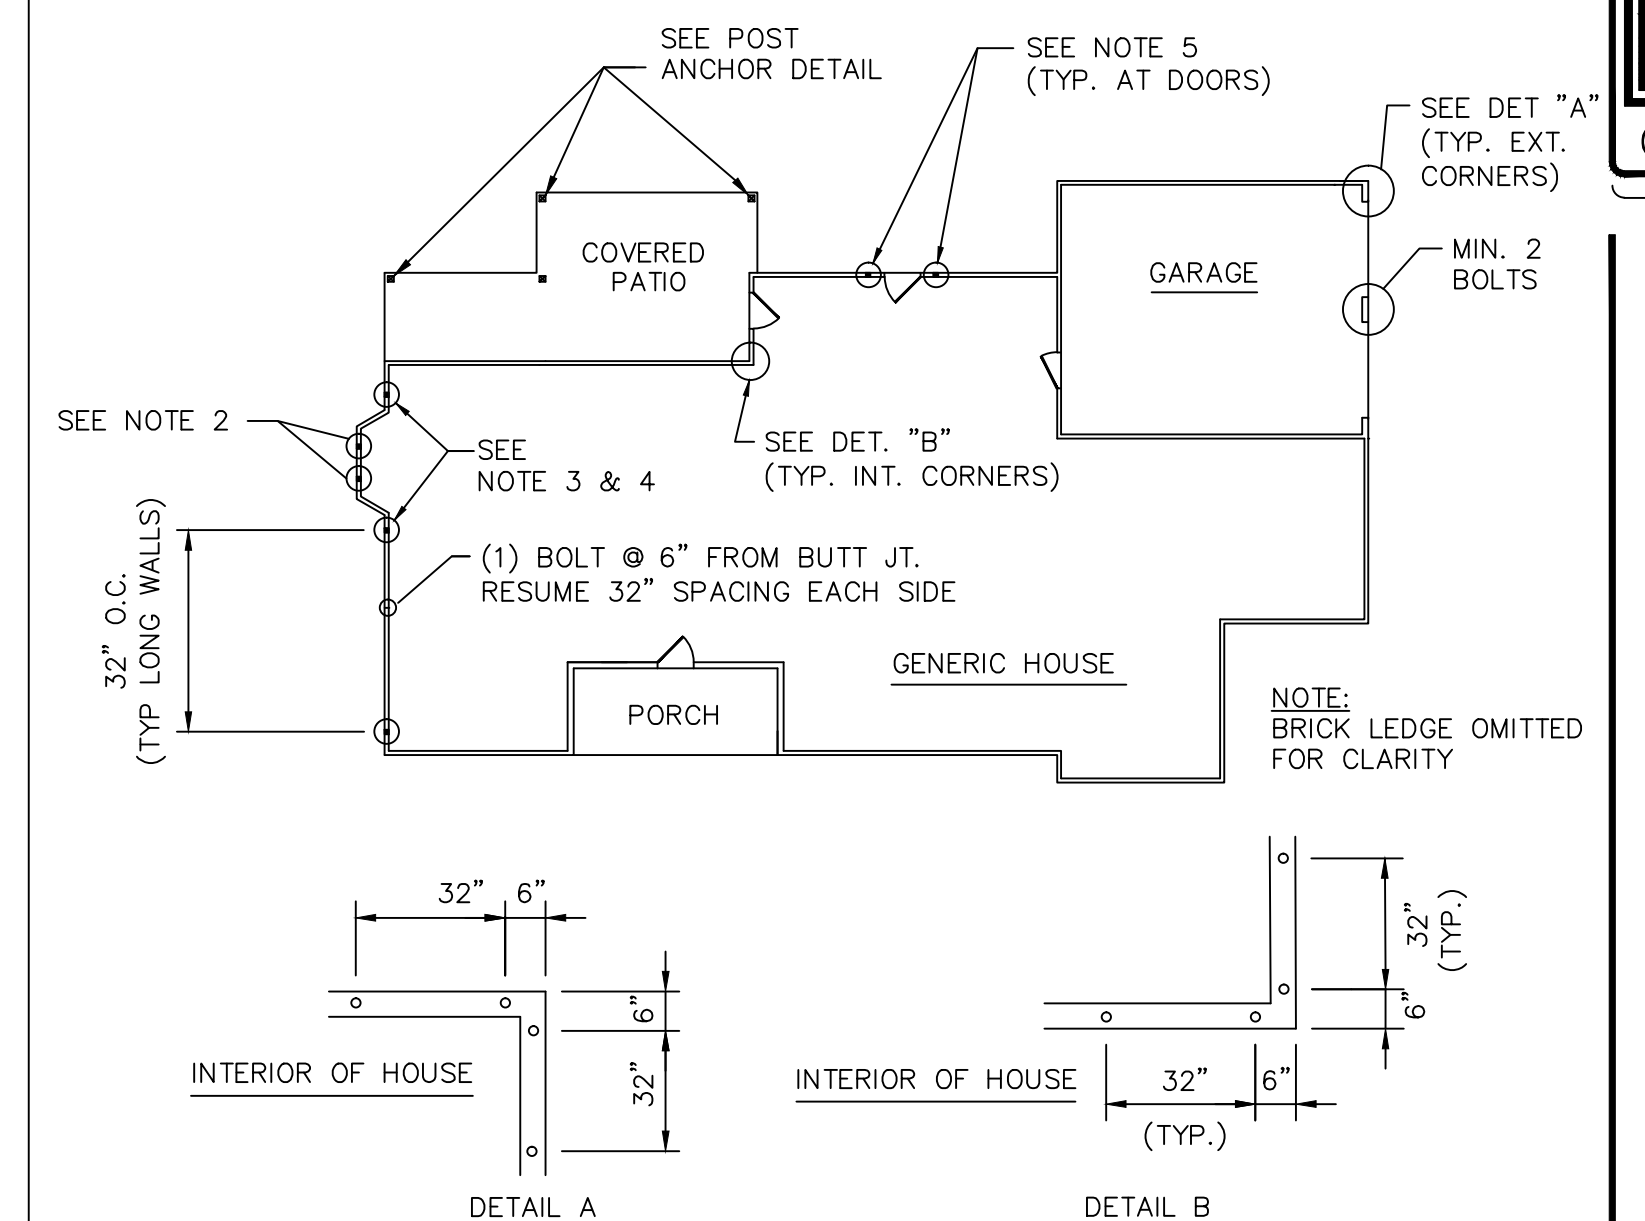 SEE POST
ANCHOR DETAIL
SEE NOTE 5
(TYP. AT DOORS)
SEE DET "A"
(TYP. EXT.
CORNERS)
COVERED
PATIO
GARAGE
MIN. 2
BOLTS
SEE NOTE 2
SEE
NOTE 3 & 4
SEE DET. "B"
(TYP. INT. CORNERS)
32" O.C.
(TYP LONG WALLS)
(1) BOLT @ 6" FROM BUTT JT.
RESUME 32" SPACING EACH SIDE
GENERIC HOUSE
PORCH
NOTE:
BRICK LEDGE OMITTED
FOR CLARITY
32" 6"
6"
32"
INTERIOR OF HOUSE
DETAIL A
32"
(TYP.)
6"
INTERIOR OF HOUSE
32" 6"
(TYP.)
DETAIL B